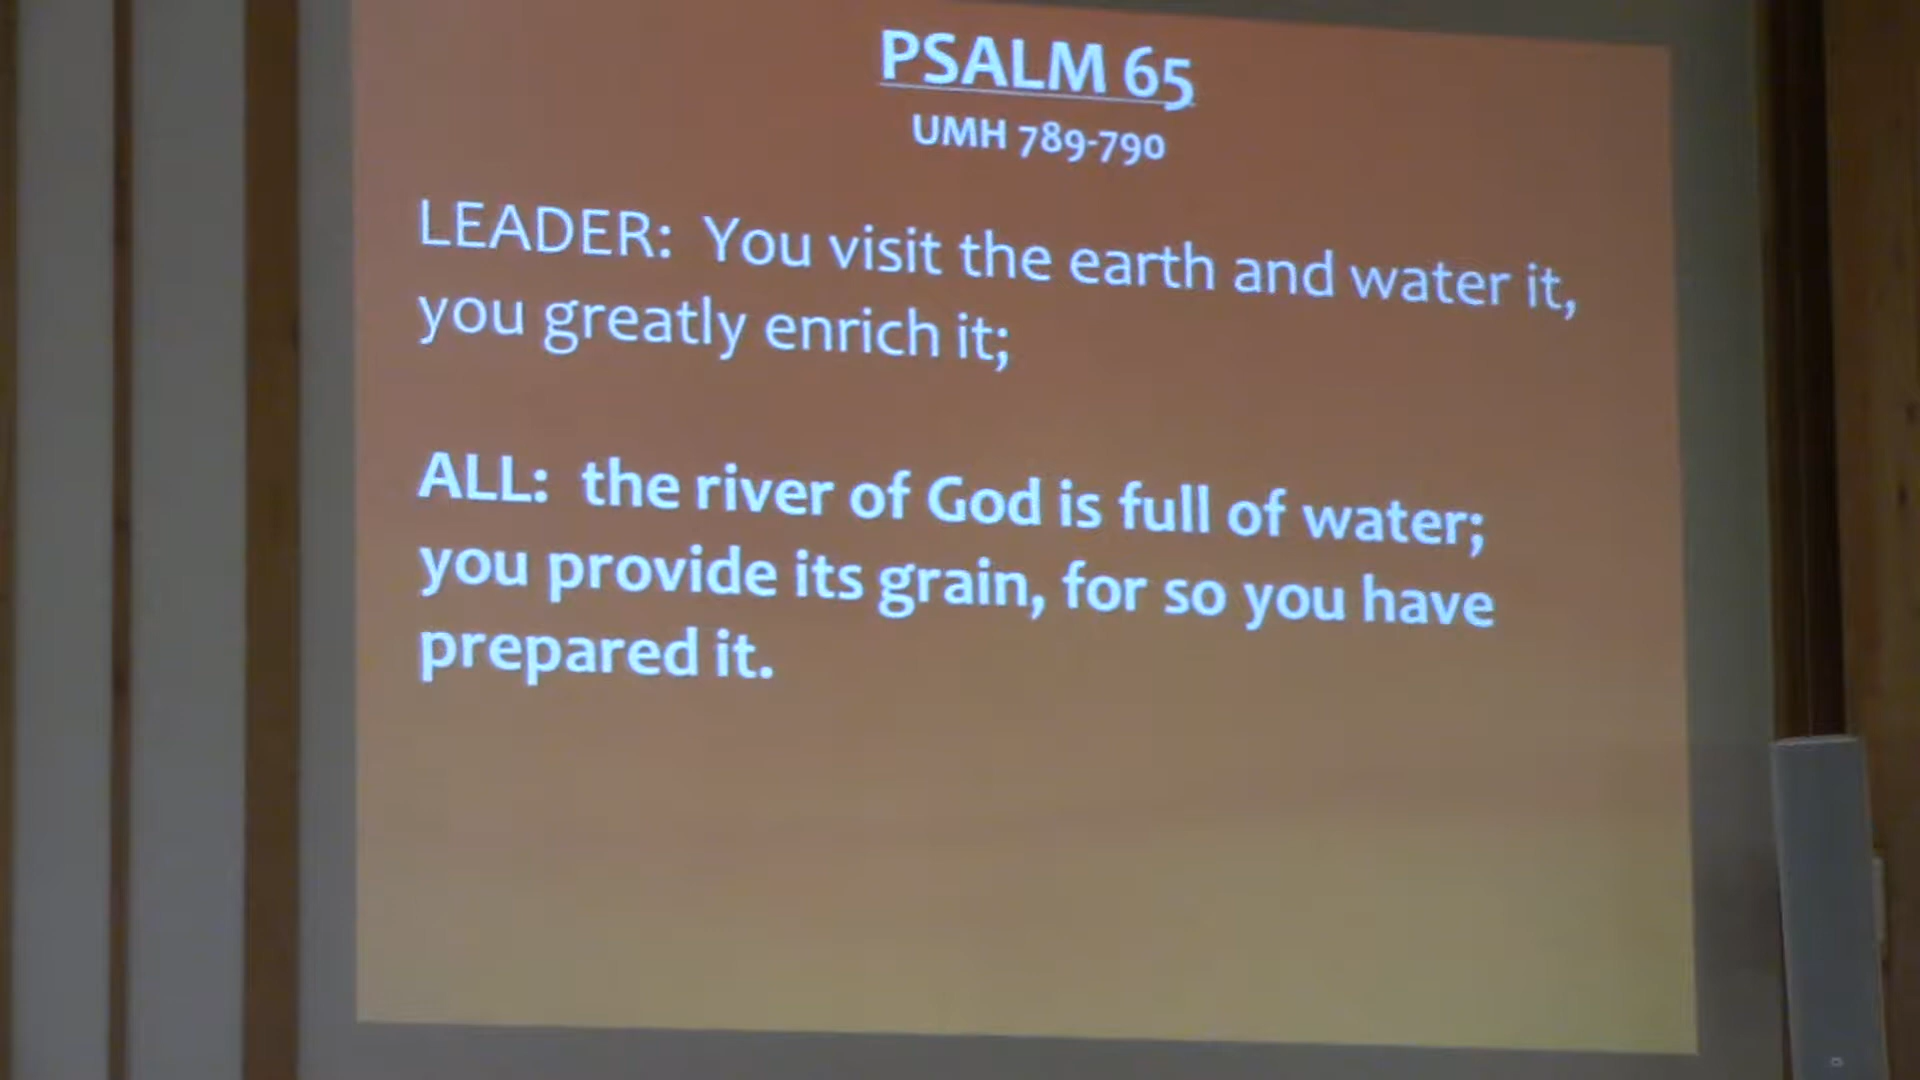 PSALM 65
UMH 789-790
LEADER: You visit the earth and water it,
you greatly enrich it;
ALL: the river of God is full of water;
you provide its grain, for so you have
prepared it.